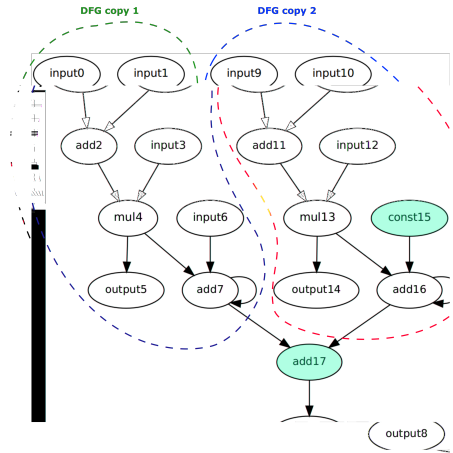 DFG copy 1 DFG copy 2
input0 input1 input9 input10
add2 input3 add11 input12
mul4 input6 mul13 const15
output5 add7 output14 add16
add17
output8